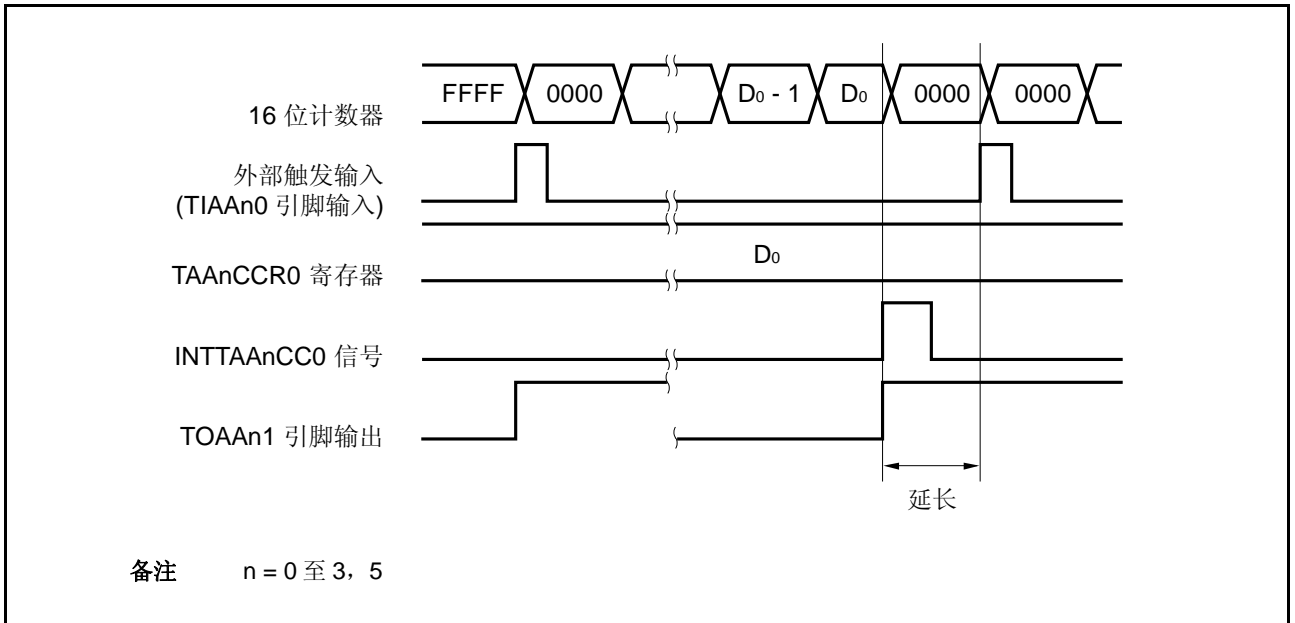 16 位计数器
FFFF 0000 D0 - 1 D0 0000 0000
外部触发输入
(TIAAn0 引脚输入)
TAAnCCR0 寄存器
D0
INTTAAnCC0 信号
TOAAn1 引脚输出
延长
备注 n = 0 至 3，5